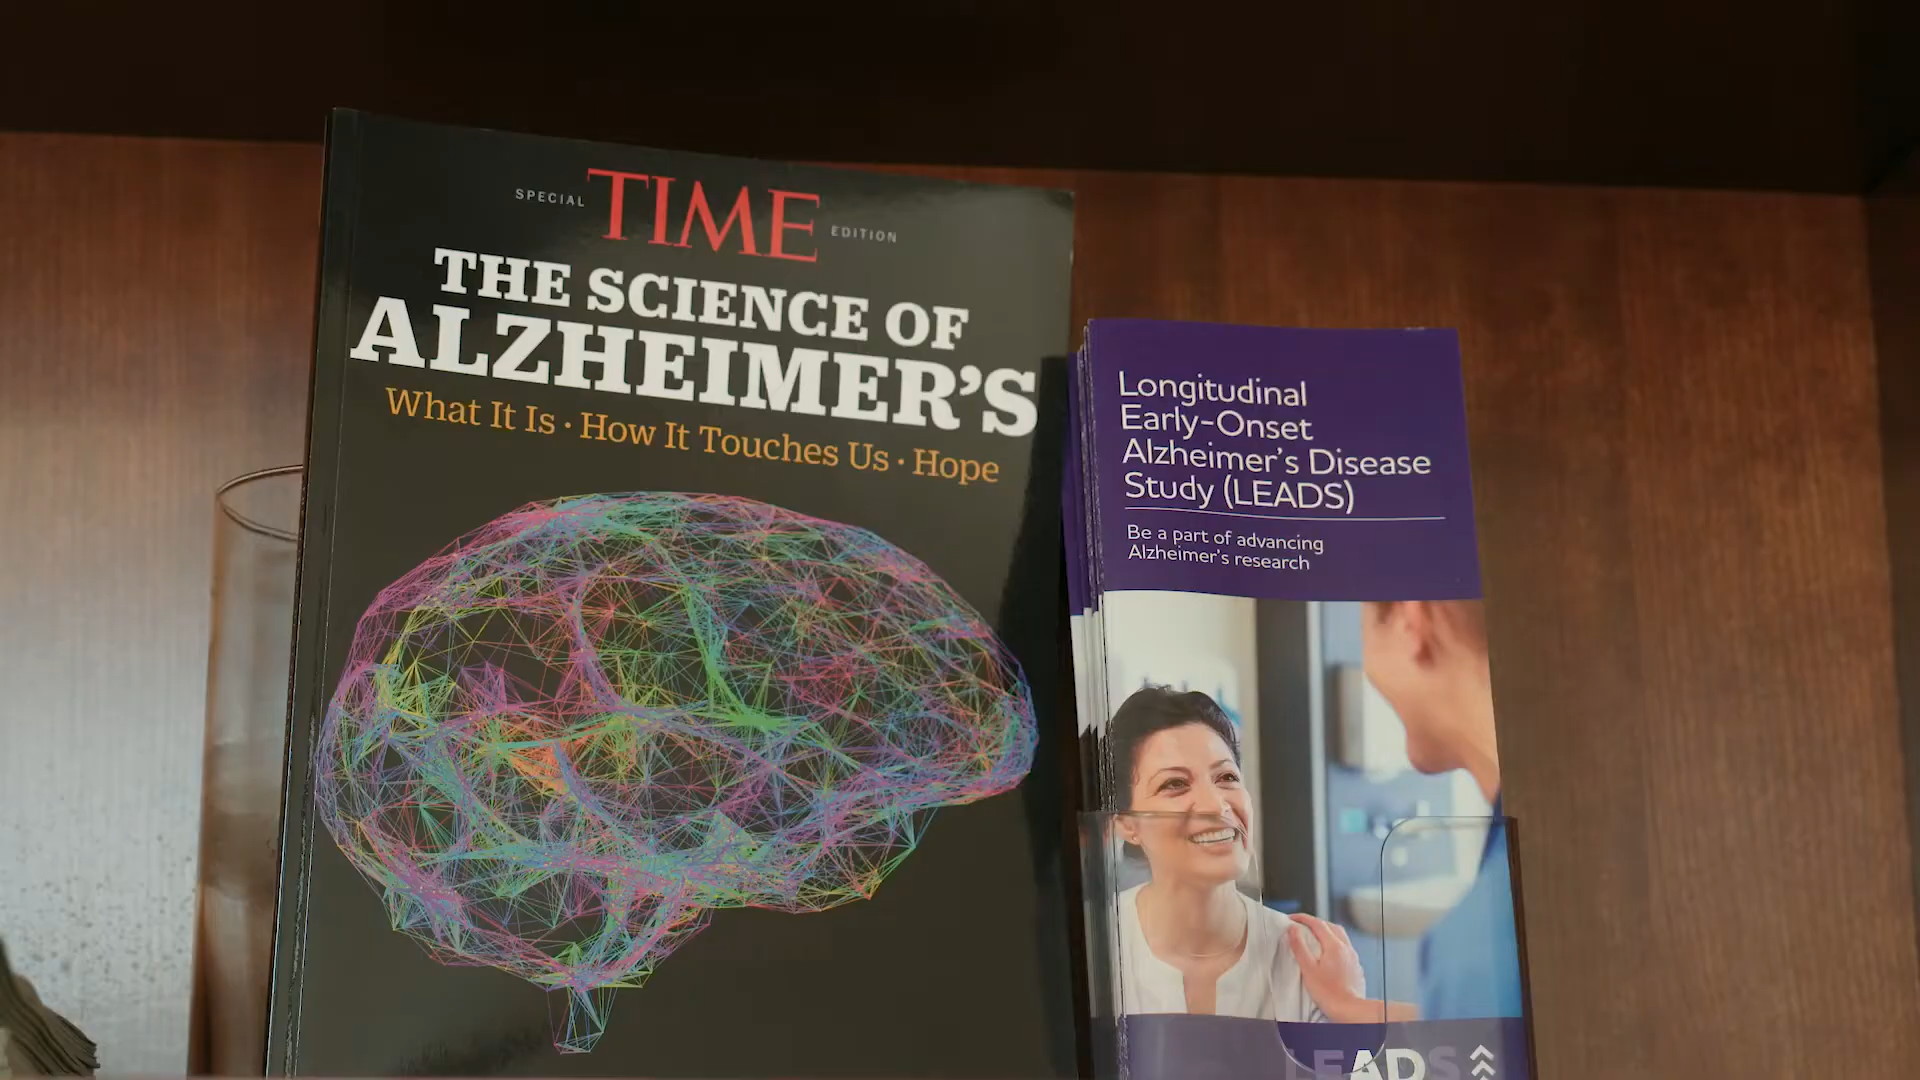 SPECIAL TIME EDITION
THE SCIENCE OF
ALZHEIMER'S
What It Is · How It Touches Us · Hope
Longitudinal
Early-Onset
Alzheimer's Disease
Study (LEADS)
Be a part of advancing
Alzheimer's research
LEADS